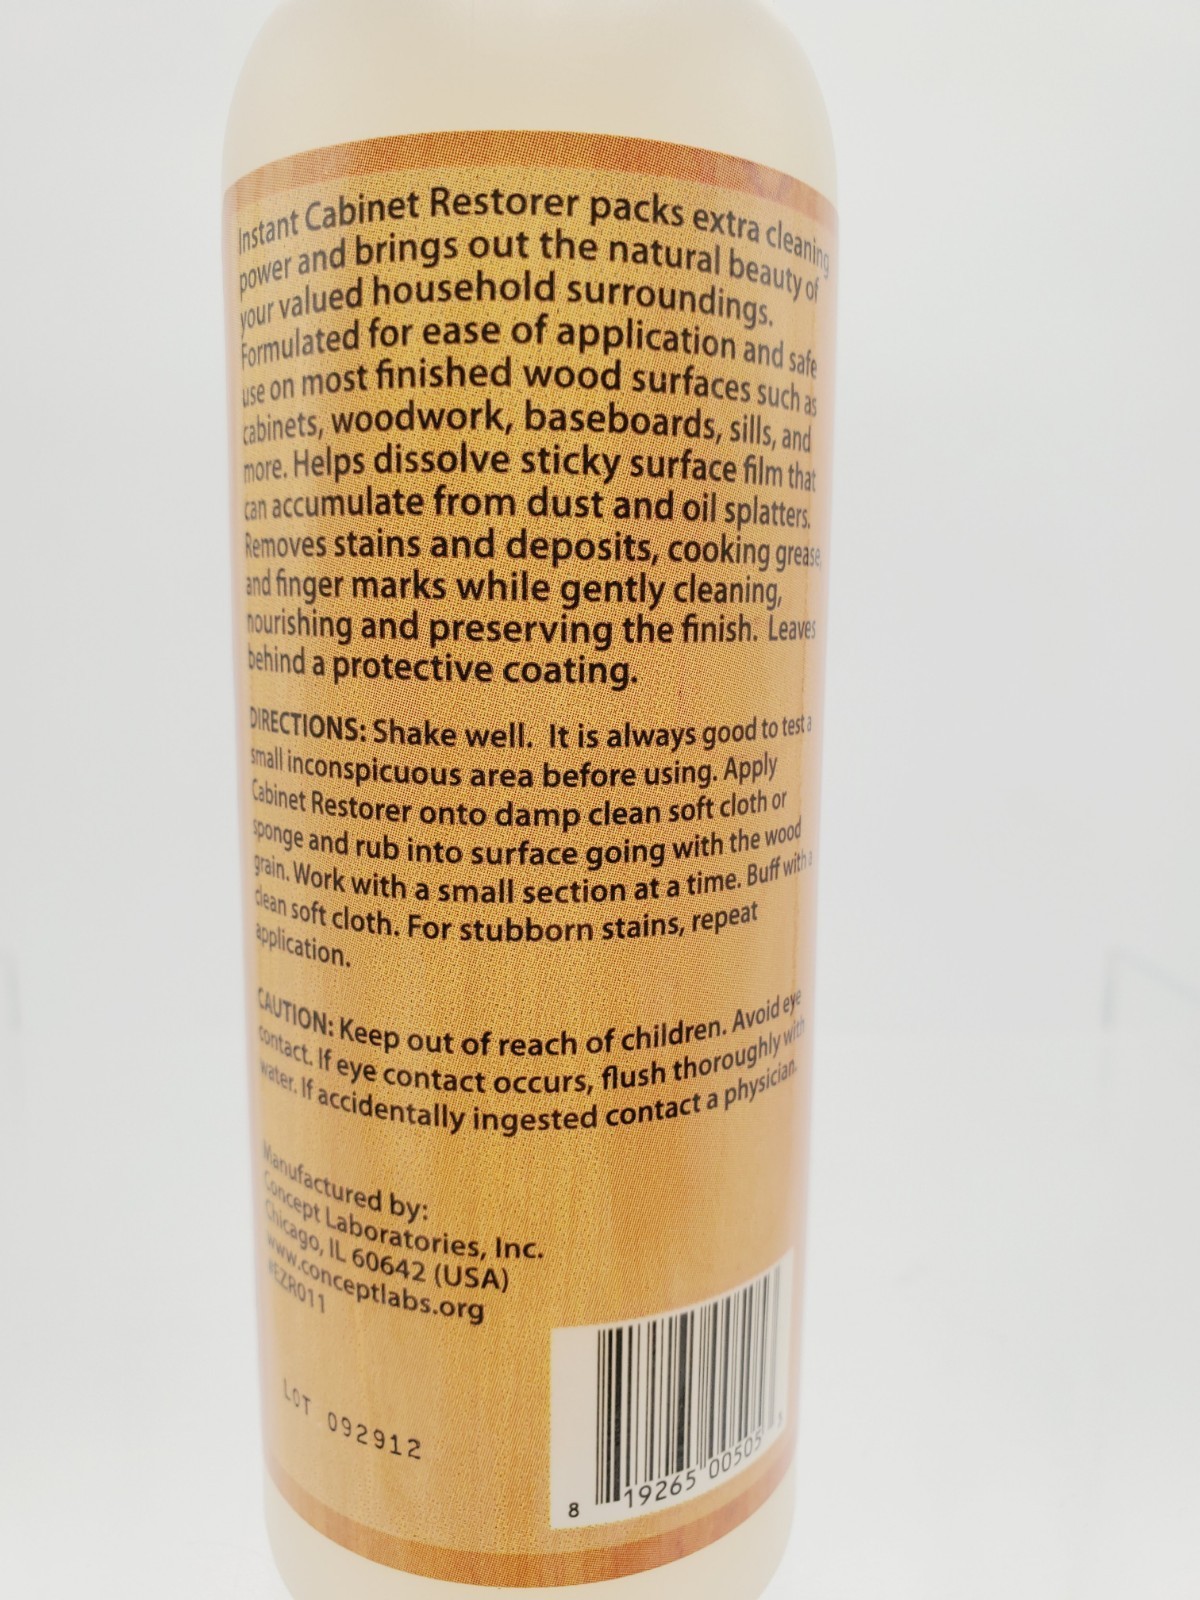 Instant Cabinet Restorer packs extra cleaning
power and brings out the natural beauty of
your valued household surroundings.
Formulated for ease of application and safe
use on most finished wood surfaces such as
cabinets, woodwork, baseboards, sills, and
more. Helps dissolve sticky surface film that
can accumulate from dust and oil splatters.
Removes stains and deposits, cooking grease,
and finger marks while gently cleaning,
nourishing and preserving the finish. Leaves
behind a protective coating.
DIRECTIONS: Shake well. It is always good to test a
small inconspicuous area before using. Apply
Cabinet Restorer onto damp clean soft cloth or
sponge and rub into surface going with the wood
grain. Work with a small section at a time. Buff with a
clean soft cloth. For stubborn stains, repeat
application.
CAUTION: Keep out of reach of children. Avoid eye
contact. If eye contact occurs, flush thoroughly with
water. If accidentally ingested contact a physician.
Manufactured by:
Concept Laboratories, Inc.
Chicago, IL 60642 (USA)
www.conceptlabs.org
#EZR011
LOT 092912
8 19265 00505